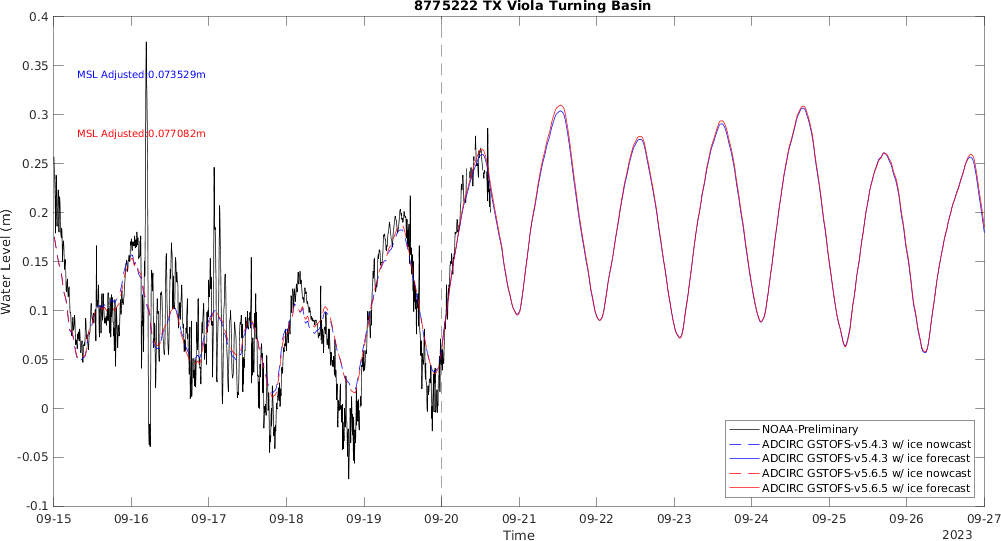 8775222 TX Viola Turning Basin
MSL Adjusted:0.073529m
MSL Adjusted:0.077082m
Water Level (m)
0.4
0.35
0.3
0.25
0.2
0.15
0.1
0.05
0
-0.05
-0.1
NOAA-Preliminary
ADCIRC GSTOFS-v5.4.3 w/ ice nowcast
ADCIRC GSTOFS-v5.4.3 w/ ice forecast
ADCIRC GSTOFS-v5.6.5 w/ ice nowcast
ADCIRC GSTOFS-v5.6.5 w/ ice forecast
09-15 09-16 09-17 09-18 09-19 09-20 09-21 09-22 09-23 09-24 09-25 09-26 09-27
Time
2023